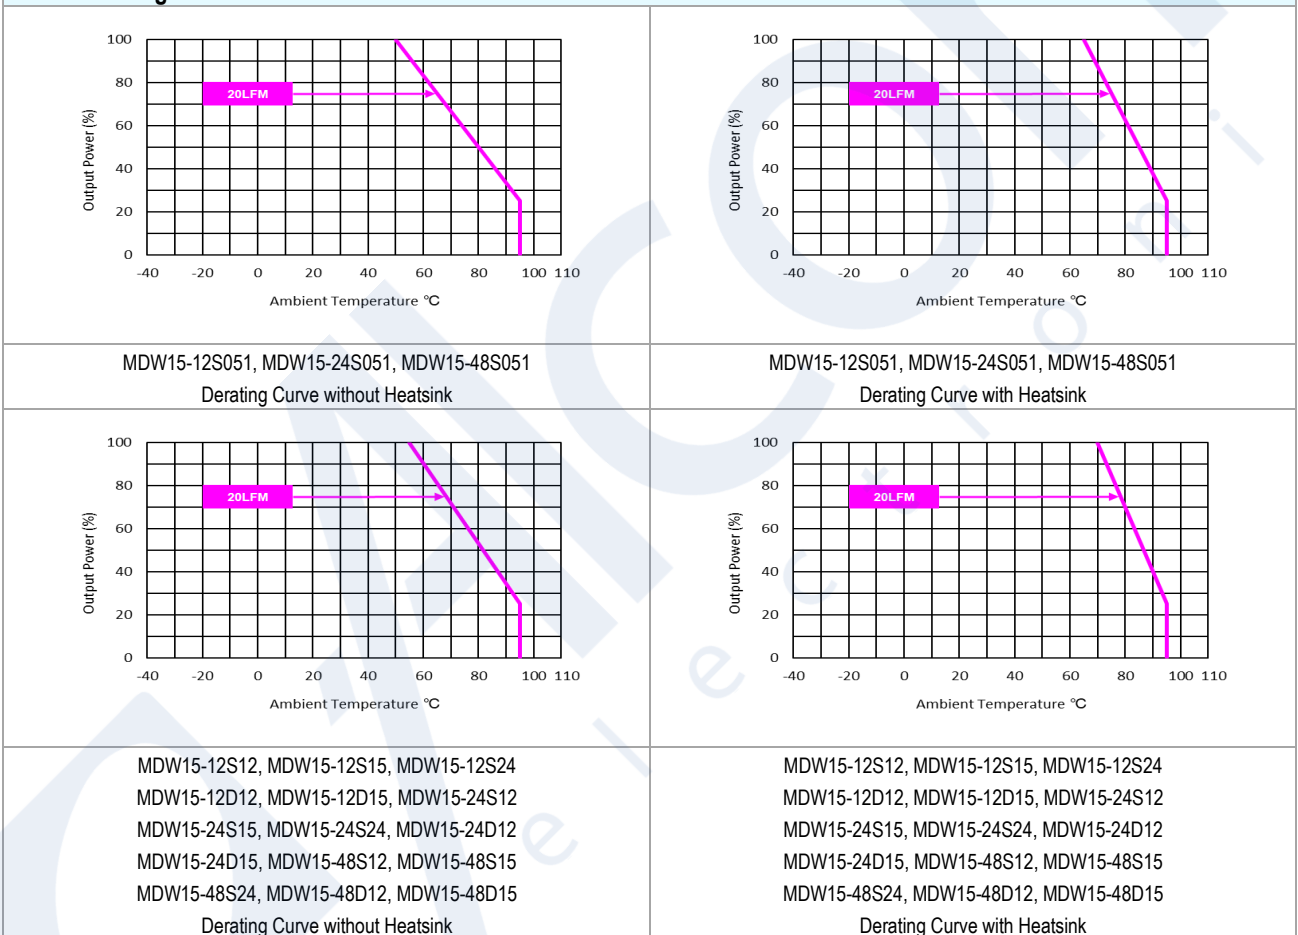 100
80
60
40
20
0
Output Power (%)
20LFM
-40 -20 0 20 40 60 80 100 110
Ambient Temperature °C
100
80
60
40
20
0
Output Power (%)
20LFM
-40 -20 0 20 40 60 80 100 110
Ambient Temperature °C
MDW15-12S051, MDW15-24S051, MDW15-48S051
Derating Curve without Heatsink
MDW15-12S051, MDW15-24S051, MDW15-48S051
Derating Curve with Heatsink
100
80
60
40
20
0
Output Power (%)
20LFM
-40 -20 0 20 40 60 80 100 110
Ambient Temperature °C
100
80
60
40
20
0
Output Power (%)
20LFM
-40 -20 0 20 40 60 80 100 110
Ambient Temperature °C
MDW15-12S12, MDW15-12S15, MDW15-12S24
MDW15-12D12, MDW15-12D15, MDW15-24S12
MDW15-24S15, MDW15-24S24, MDW15-24D12
MDW15-24D15, MDW15-48S12, MDW15-48S15
MDW15-48S24, MDW15-48D12, MDW15-48D15
Derating Curve without Heatsink
MDW15-12S12, MDW15-12S15, MDW15-12S24
MDW15-12D12, MDW15-12D15, MDW15-24S12
MDW15-24S15, MDW15-24S24, MDW15-24D12
MDW15-24D15, MDW15-48S12, MDW15-48S15
MDW15-48S24, MDW15-48D12, MDW15-48D15
Derating Curve with Heatsink